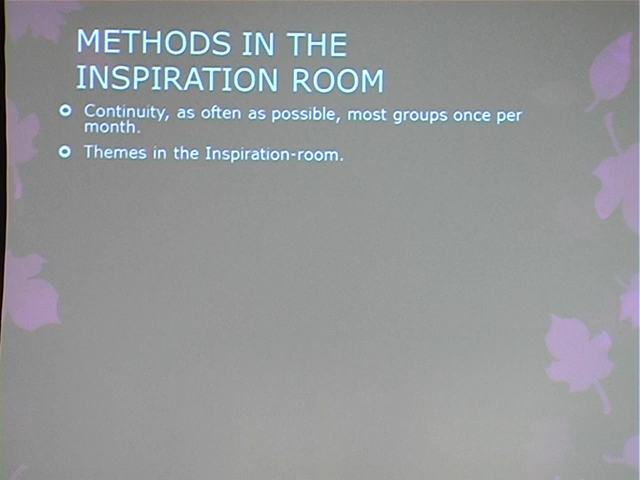 METHODS IN THE
INSPIRATION ROOM
Continuity, as often as possible, most groups once per
month.
Themes in the Inspiration-room.